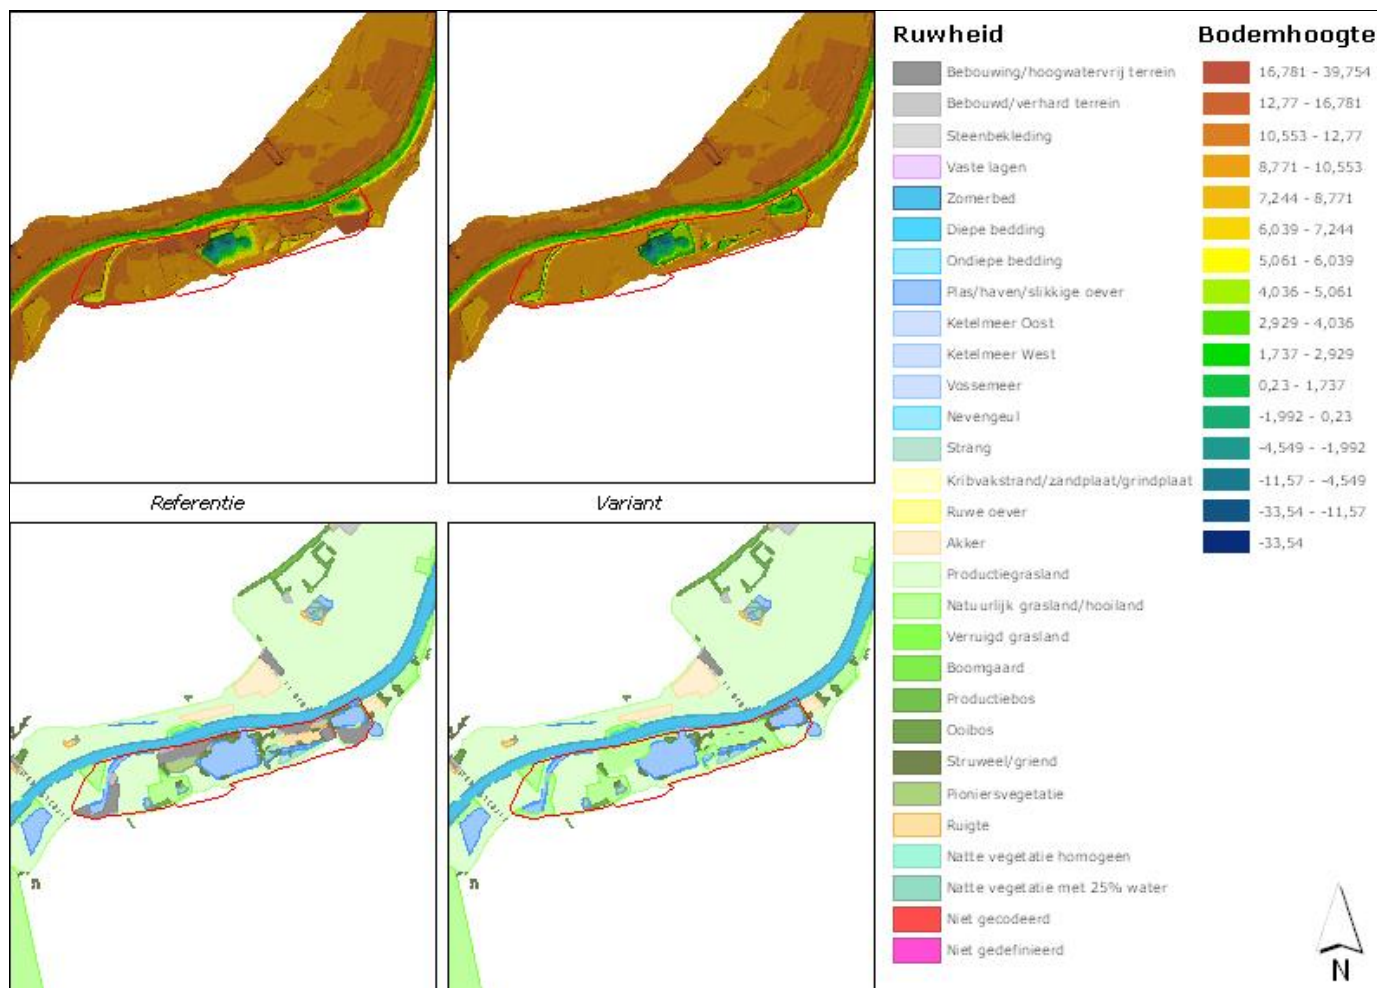 Ruwheid
Bebouwing/hoogwatervrij terrein
Bebouwd/verhard terrein
Steenbekleding
Vaste lagen
Zomerbed
Diepe bedding
Ondiepe bedding
Plas/haven/slikkige oever
Ketelmeer Oost
Ketelmeer West
Vossemeer
Nevengeul
Strang
Kribvakstrand/zandplaat/grindplaat
Ruwe oever
Akker
Productiegrasland
Natuurlijk grasland/hooiland
Verruigd grasland
Boomgaard
Productiebos
Ooibos
Struweel/griend
Pioniersvegetatie
Ruigte
Natte vegetatie homogeen
Natte vegetatie met 25% water
Niet gecodeerd
Niet gedefinieerd
Bodemhoogte
16,781 - 39,754
12,77 - 16,781
10,553 - 12,77
8,771 - 10,553
7,244 - 8,771
6,039 - 7,244
5,061 - 6,039
4,036 - 5,061
2,929 - 4,036
1,737 - 2,929
0,23 - 1,737
-1,992 - 0,23
-4,549 - -1,992
-11,57 - -4,549
-33,54 - -11,57
-33,54
Referentie
Variant
N